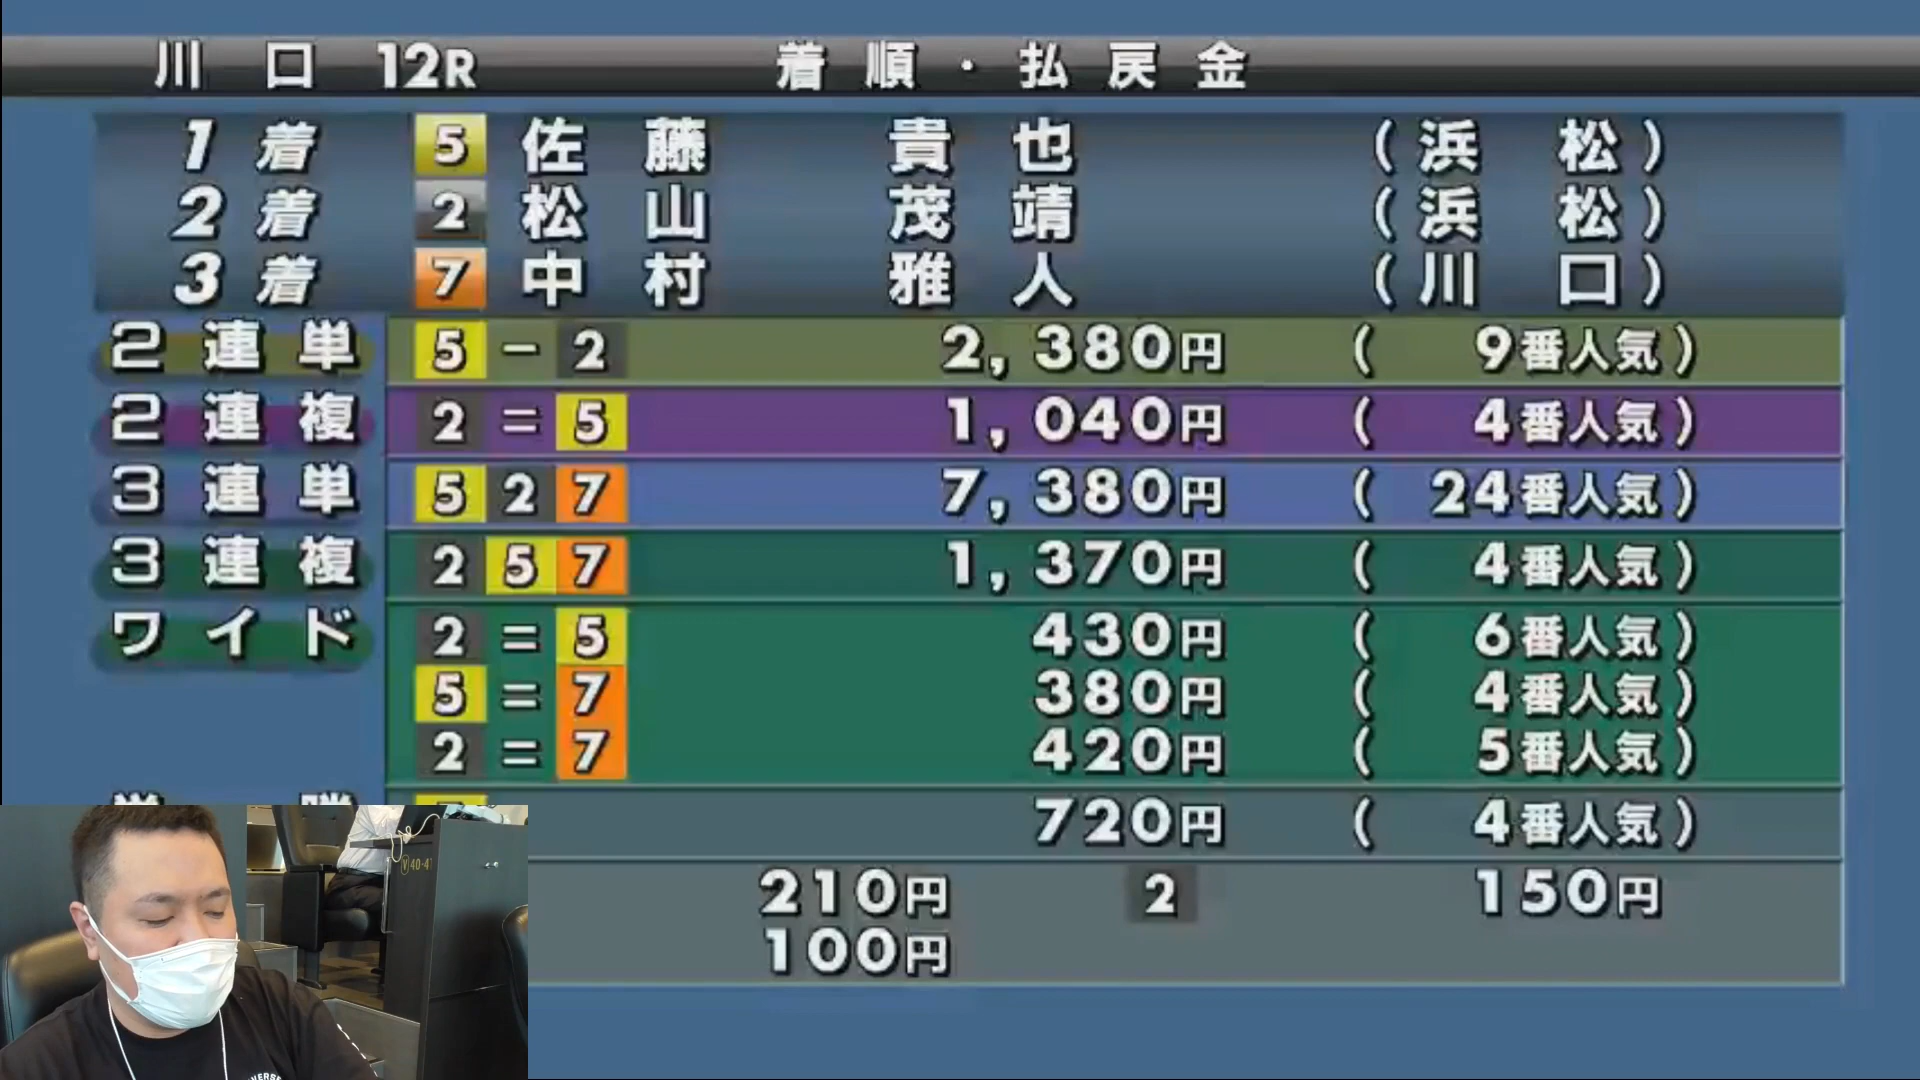 川口 12R 着順・払戻金
1着 5 佐藤 貴也 (浜松)
2着 2 松山 茂靖 (浜松)
3着 7 中村 雅人 (川口)
2連単 5-2 2,380円 (9番人気)
2連複 2=5 1,040円 (4番人気)
3連単 5 2 7 7,380円 (24番人気)
3連複 2 5 7 1,370円 (4番人気)
ワイド 2=5 430円 (6番人気)
5=7 380円 (4番人気)
2=7 420円 (5番人気)
720円 (4番人気)
210円 2 150円
100円